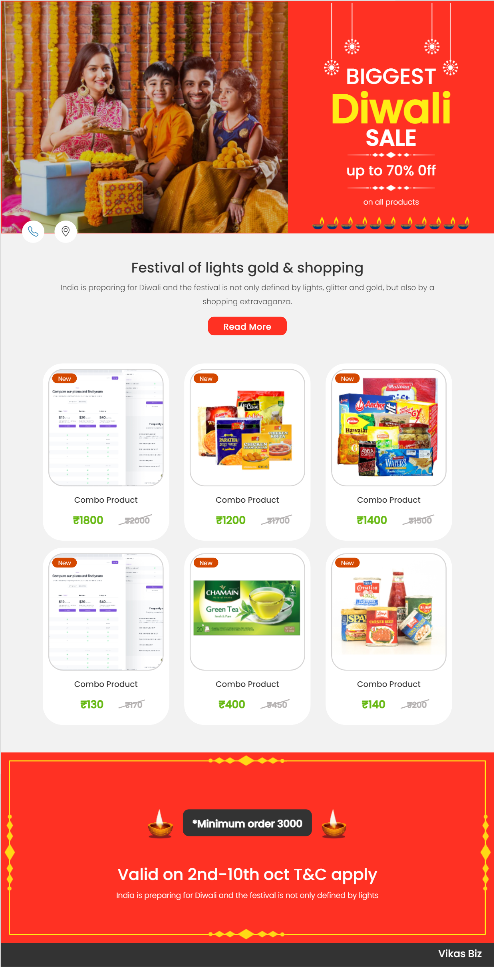 BIGGEST
Diwali
SALE
up to 70% Off
on all products
Festival of lights gold & shopping
India is preparing for Diwali and the festival is not only defined by lights, glitter and gold, but also by a
shopping extravaganza.
Read More
New
New
New
Combo Product
Combo Product
Combo Product
₹1800 ₹2000
₹1200 ₹1700
₹1400 ₹1500
New
New
New
CHAMAIN
Green Tea
SPAM
Combo Product
Combo Product
Combo Product
₹130 ₹170
₹400 ₹450
₹140 ₹200
*Minimum order 3000
Valid on 2nd-10th oct T&C apply
India is preparing for Diwali and the festival is not only defined by lights
Vikas Biz